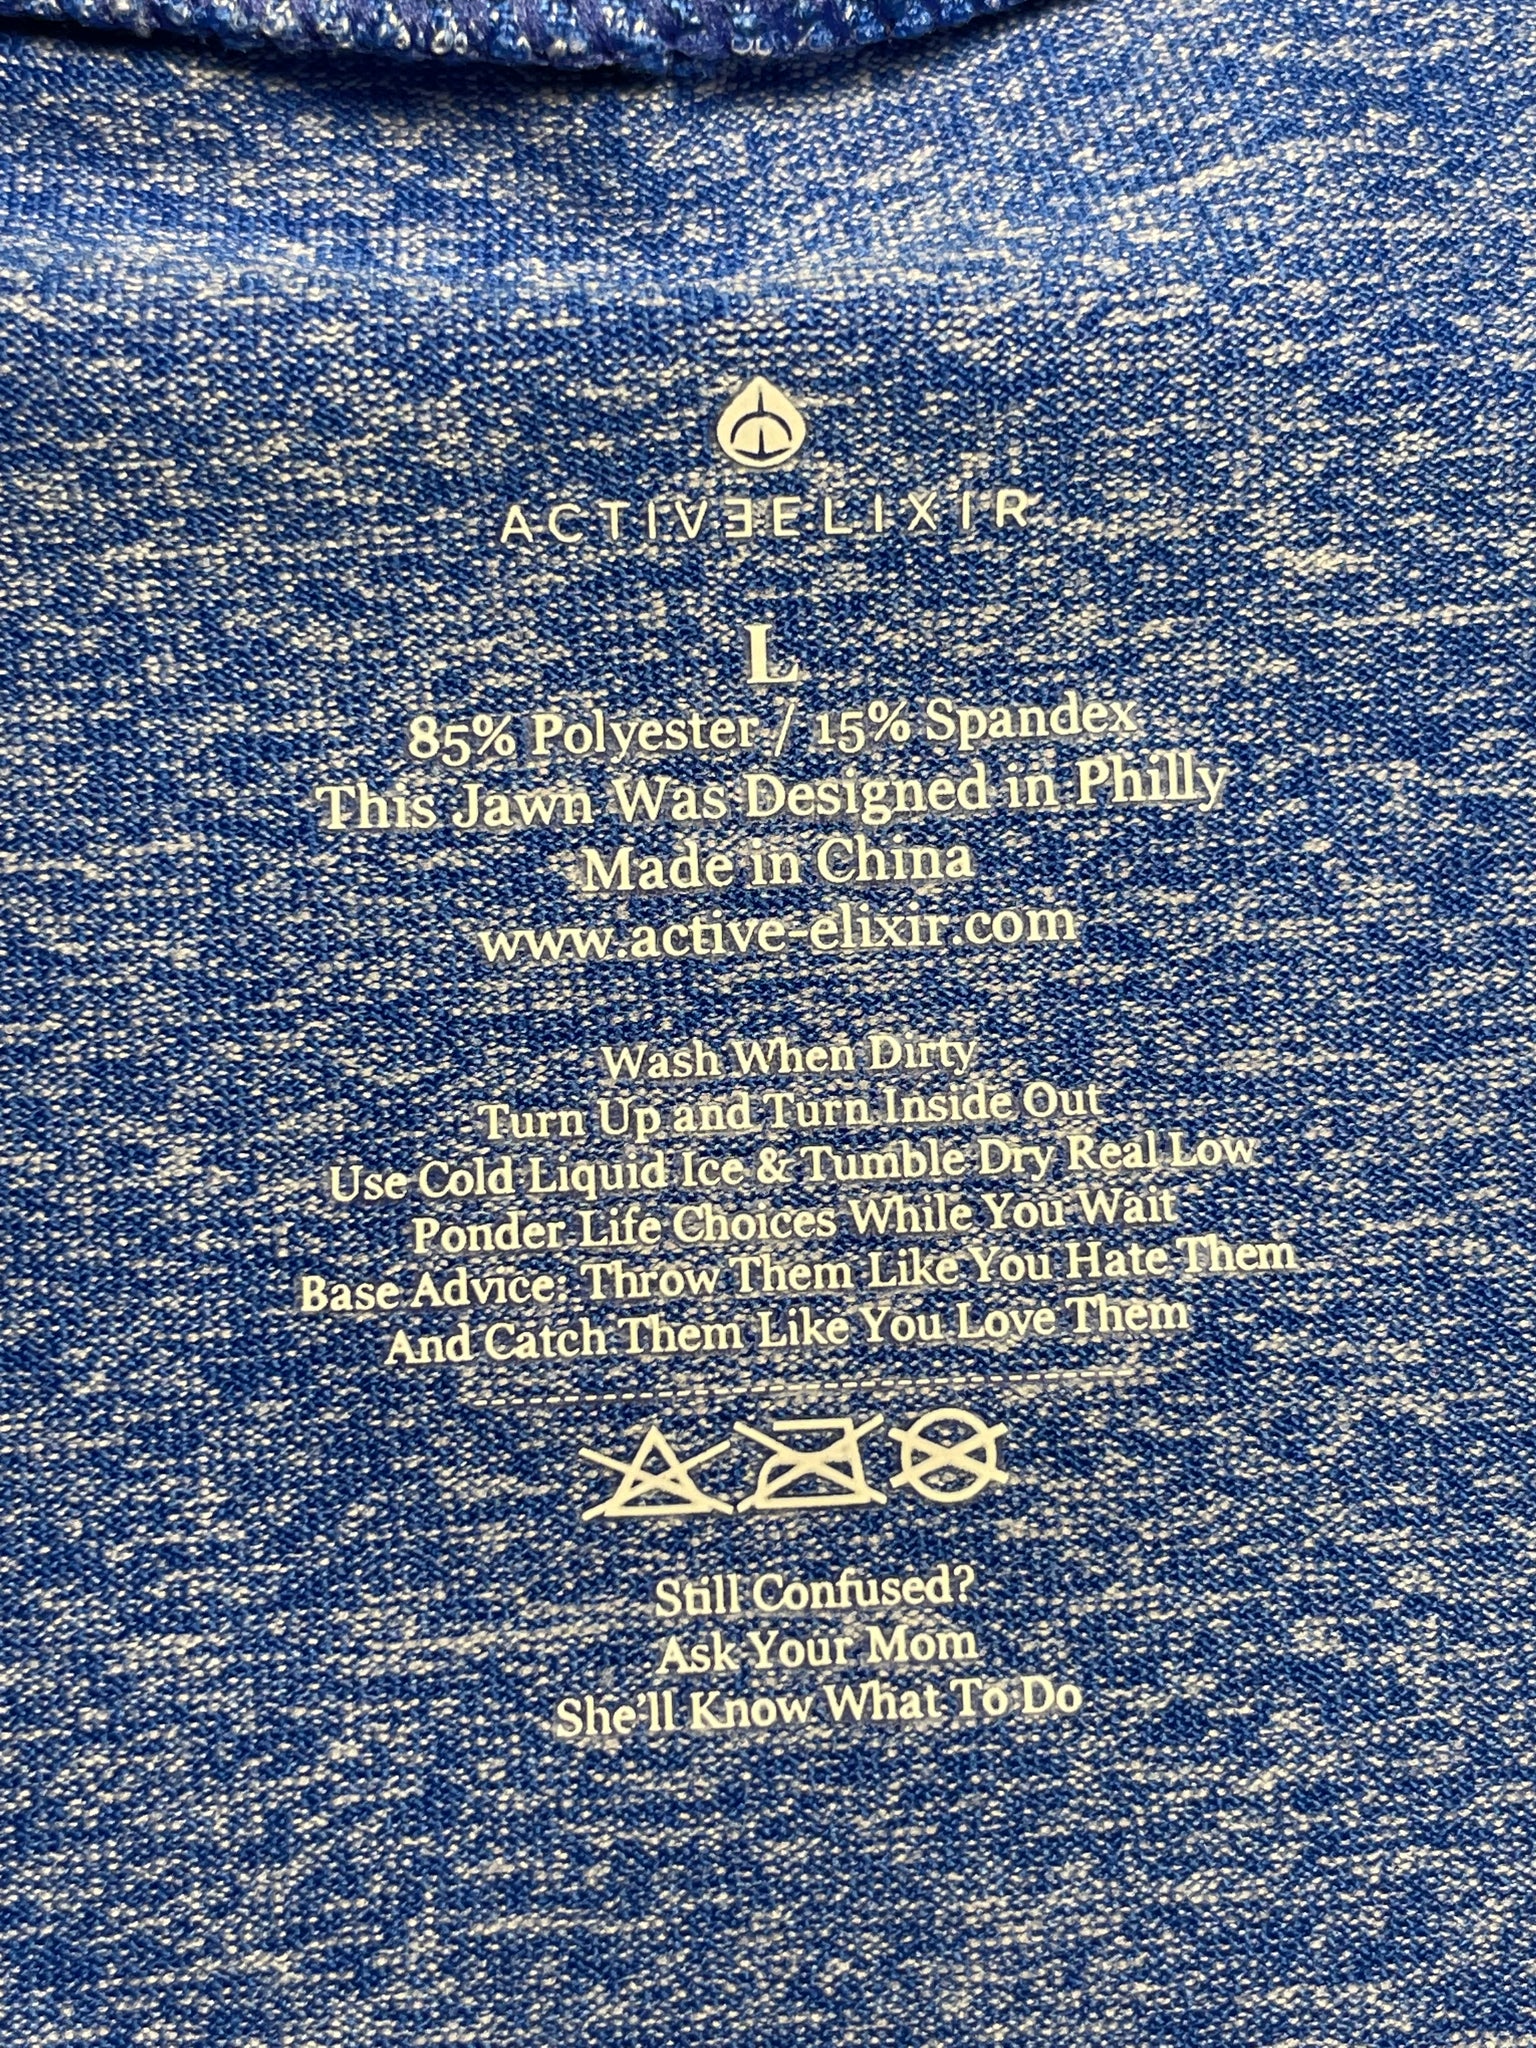 ACTIVƎELIXIR
L
85% Polyester / 15% Spandex
This Jawn Was Designed in Philly
Made in China
www.active-elixir.com
Wash When Dirty
Turn Up and Turn Inside Out
Use Cold Liquid Ice & Tumble Dry Real Low
Ponder Life Choices While You Wait
Base Advice: Throw Them Like You Hate Them
And Catch Them Like You Love Them
Still Confused?
Ask Your Mom
She'll Know What To Do